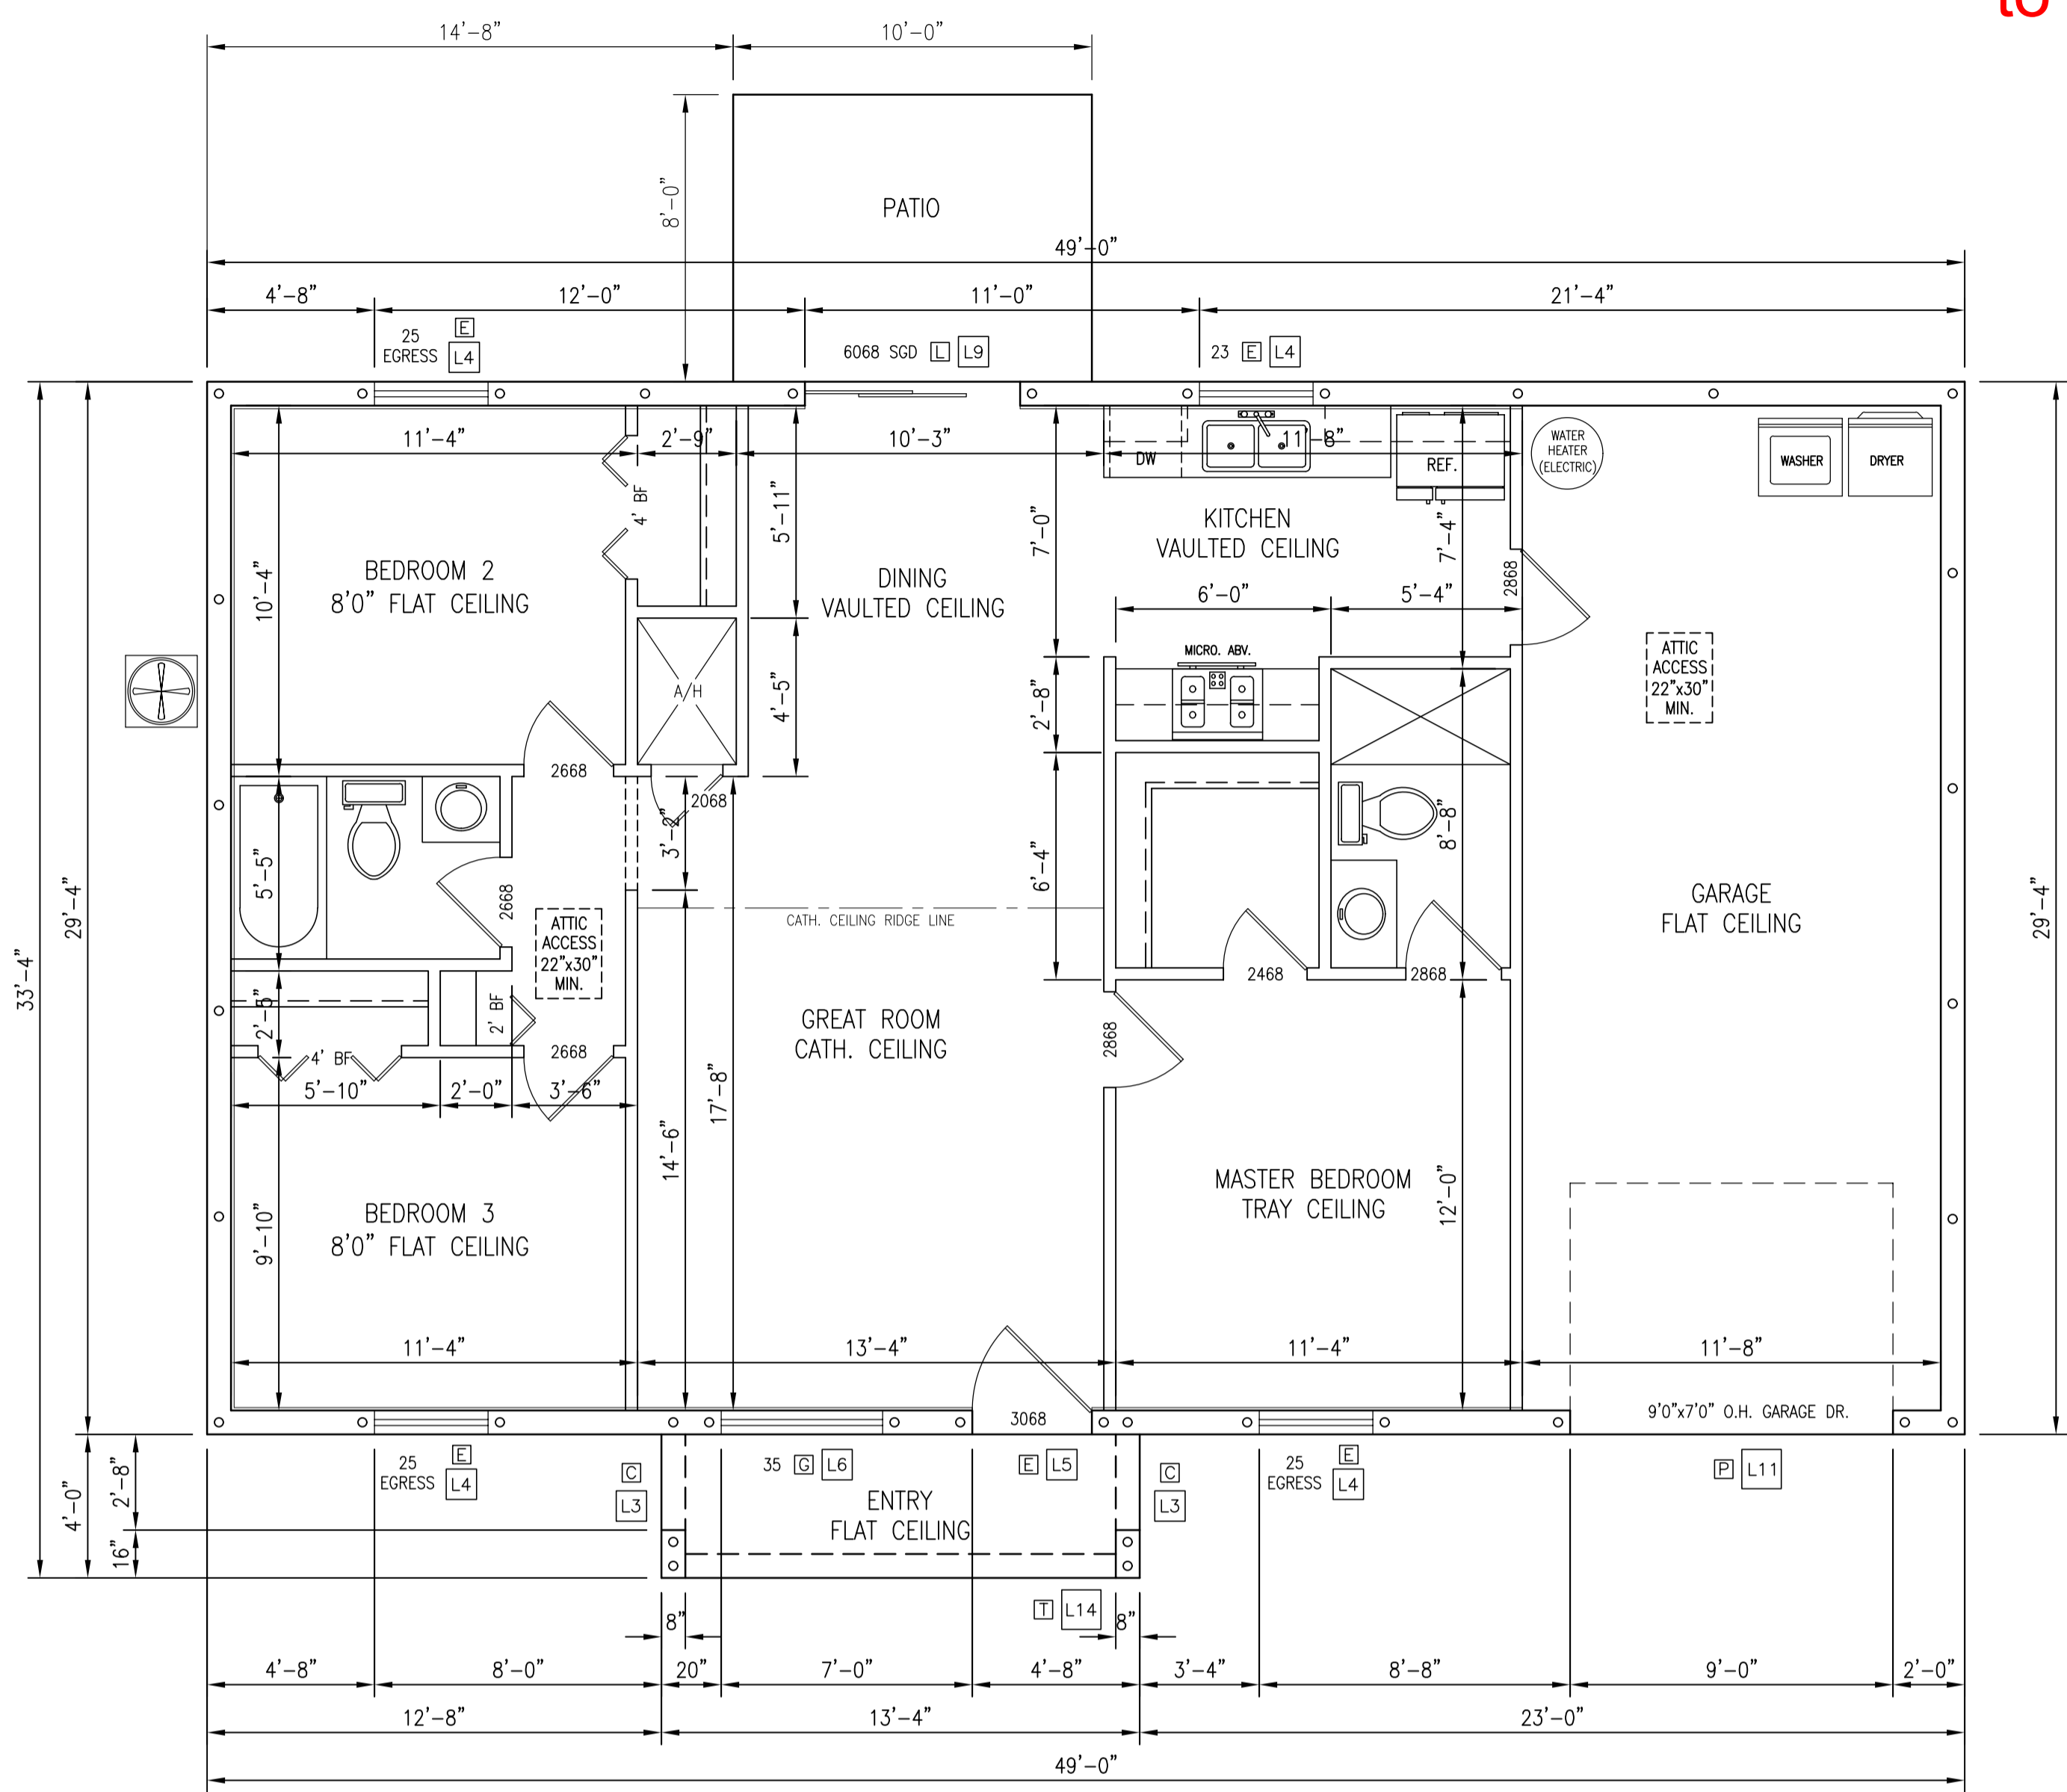 to
14'-8"
10'-0"
8'-0"
PATIO
49'-0"
4'-8"
12'-0"
11'-0"
21'-4"
25
EGRESS
E
L4
6068 SGD L L9
23 E L4
11'-4"
2'-9"
10'-3"
11'-8"
DW
REF.
WATER
HEATER
(ELECTRIC)
WASHER
DRYER
4' BF
5'-11"
7'-0"
7'-4"
KITCHEN
VAULTED CEILING
BEDROOM 2
8'0" FLAT CEILING
10'-4"
DINING
VAULTED CEILING
6'-0"
5'-4"
2868
MICRO. ABV.
ATTIC
ACCESS
22"x30"
MIN.
A/H
4'-5"
2'-8"
2668
2068
3'-2"
5'-5"
2668
6'-4"
8'-8"
29'-4"
33'-4"
29'-4"
ATTIC
ACCESS
22"x30"
MIN.
CATH. CEILING RIDGE LINE
GARAGE
FLAT CEILING
2468
2868
2'-5"
2' BF
4' BF
2668
GREAT ROOM
CATH. CEILING
2868
5'-10"
2'-0"
3'-6"
17'-8"
14'-6"
BEDROOM 3
8'0" FLAT CEILING
9'-10"
MASTER BEDROOM
TRAY CEILING
12'-0"
11'-4"
13'-4"
11'-4"
11'-8"
3068
9'0"x7'0" O.H. GARAGE DR.
25
EGRESS
E
L4
C
L3
35 G L6
E L5
C
L3
25
EGRESS
E
L4
P L11
ENTRY
FLAT CEILING
4'-0"
2'-8"
16"
T L14
8"
8"
4'-8"
8'-0"
20"
7'-0"
4'-8"
3'-4"
8'-8"
9'-0"
2'-0"
12'-8"
13'-4"
23'-0"
49'-0"